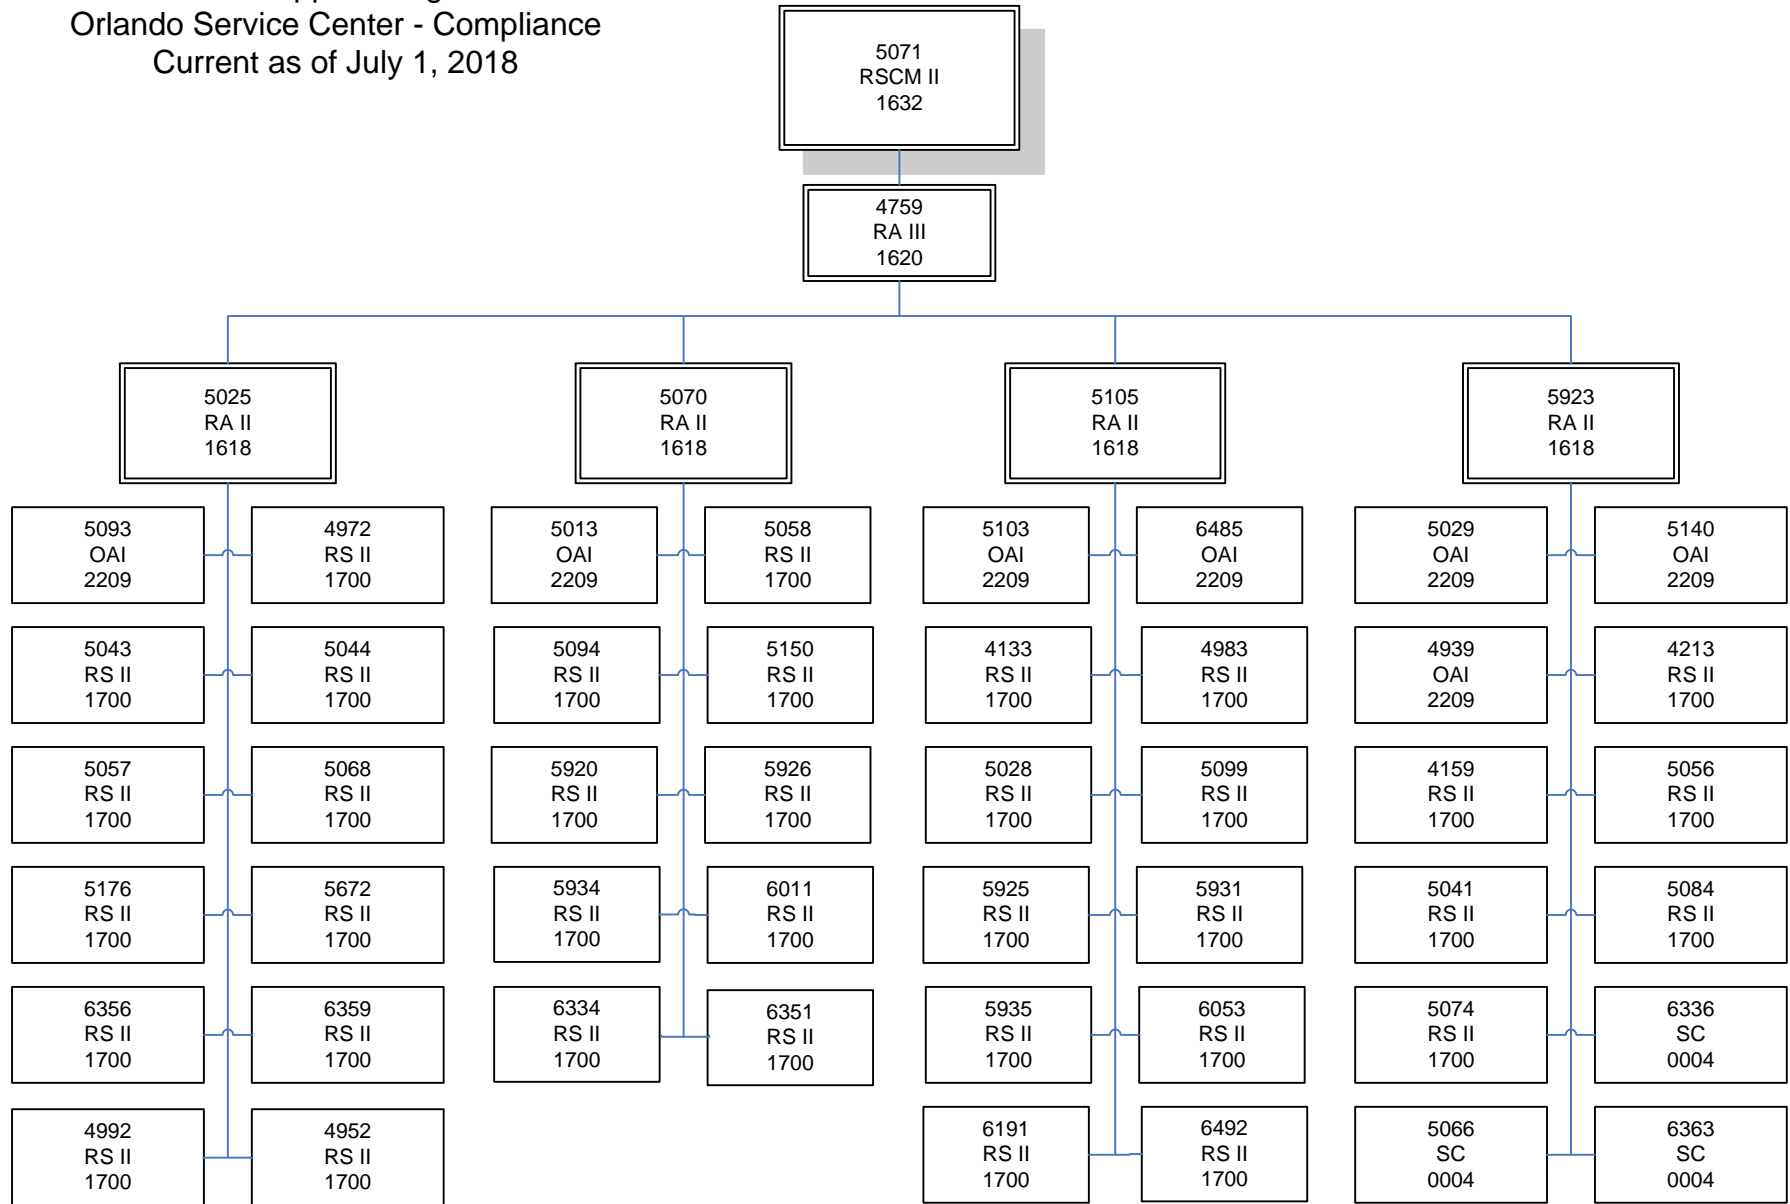 Orlando Service Center - Compliance
Current as of July 1, 2018
5071
RSCM II
1632
4759
RA III
1620
5025
RA II
1618
5070
RA II
1618
5105
RA II
1618
5923
RA II
1618
5093
OAI
2209
4972
RS II
1700
5013
OAI
2209
5058
RS II
1700
5103
OAI
2209
6485
OAI
2209
5029
OAI
2209
5140
OAI
2209
5043
RS II
1700
5044
RS II
1700
5094
RS II
1700
5150
RS II
1700
4133
RS II
1700
4983
RS II
1700
4939
OAI
2209
4213
RS II
1700
5057
RS II
1700
5068
RS II
1700
5920
RS II
1700
5926
RS II
1700
5028
RS II
1700
5099
RS II
1700
4159
RS II
1700
5056
RS II
1700
5176
RS II
1700
5672
RS II
1700
5934
RS II
1700
6011
RS II
1700
5925
RS II
1700
5931
RS II
1700
5041
RS II
1700
5084
RS II
1700
6356
RS II
1700
6359
RS II
1700
6334
RS II
1700
6351
RS II
1700
5935
RS II
1700
6053
RS II
1700
5074
RS II
1700
6336
SC
0004
4992
RS II
1700
4952
RS II
1700
6191
RS II
1700
6492
RS II
1700
5066
SC
0004
6363
SC
0004